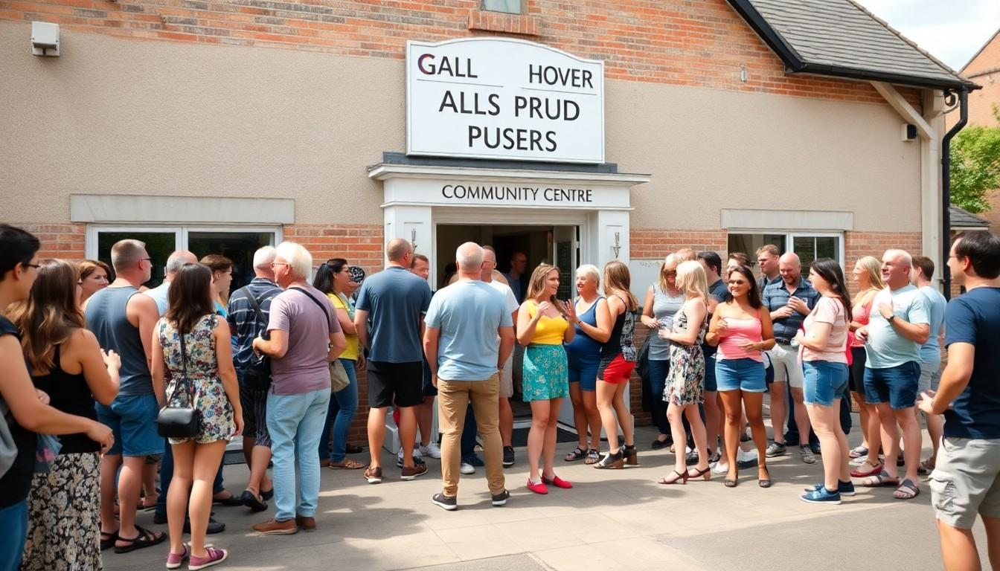 GALL HOVER
ALLS PRUD
PUSERS
COMMUNITY CENTRE